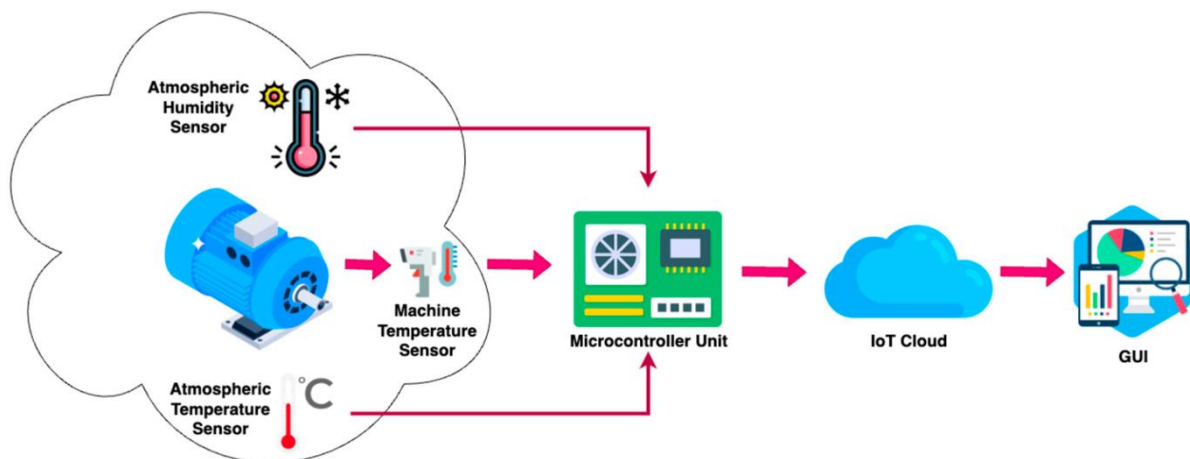 Atmospheric
Humidity
Sensor
Machine
Temperature
Sensor
Atmospheric
Temperature
Sensor
°C
Microcontroller Unit
IoT Cloud
GUI